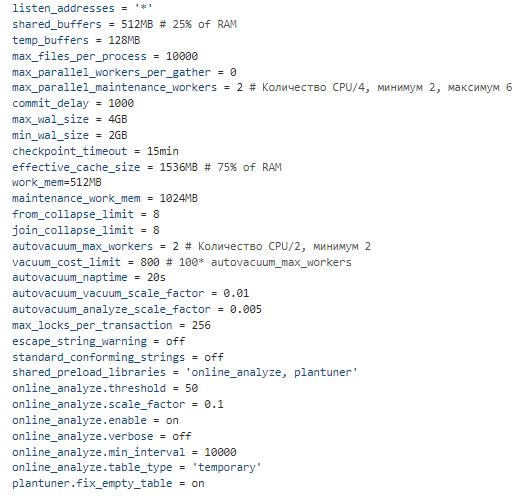 listen_addresses = '*'
shared_buffers = 512MB # 25% of RAM
temp_buffers = 128MB
max_files_per_process = 10000
max_parallel_workers_per_gather = 0
max_parallel_maintenance_workers = 2 # Количество CPU/4, минимум 2, максимум 6
commit_delay = 1000
max_wal_size = 4GB
min_wal_size = 2GB
checkpoint_timeout = 15min
effective_cache_size = 1536MB # 75% of RAM
work_mem=512MB
maintenance_work_mem = 1024MB
from_collapse_limit = 8
join_collapse_limit = 8
autovacuum_max_workers = 2 # Количество CPU/2, минимум 2
vacuum_cost_limit = 800 # 100* autovacuum_max_workers
autovacuum_naptime = 20s
autovacuum_vacuum_scale_factor = 0.01
autovacuum_analyze_scale_factor = 0.005
max_locks_per_transaction = 256
escape_string_warning = off
standard_conforming_strings = off
shared_preload_libraries = 'online_analyze, plantuner'
online_analyze.threshold = 50
online_analyze.scale_factor = 0.1
online_analyze.enable = on
online_analyze.verbose = off
online_analyze.min_interval = 10000
online_analyze.table_type = 'temporary'
plantuner.fix_empty_table = on